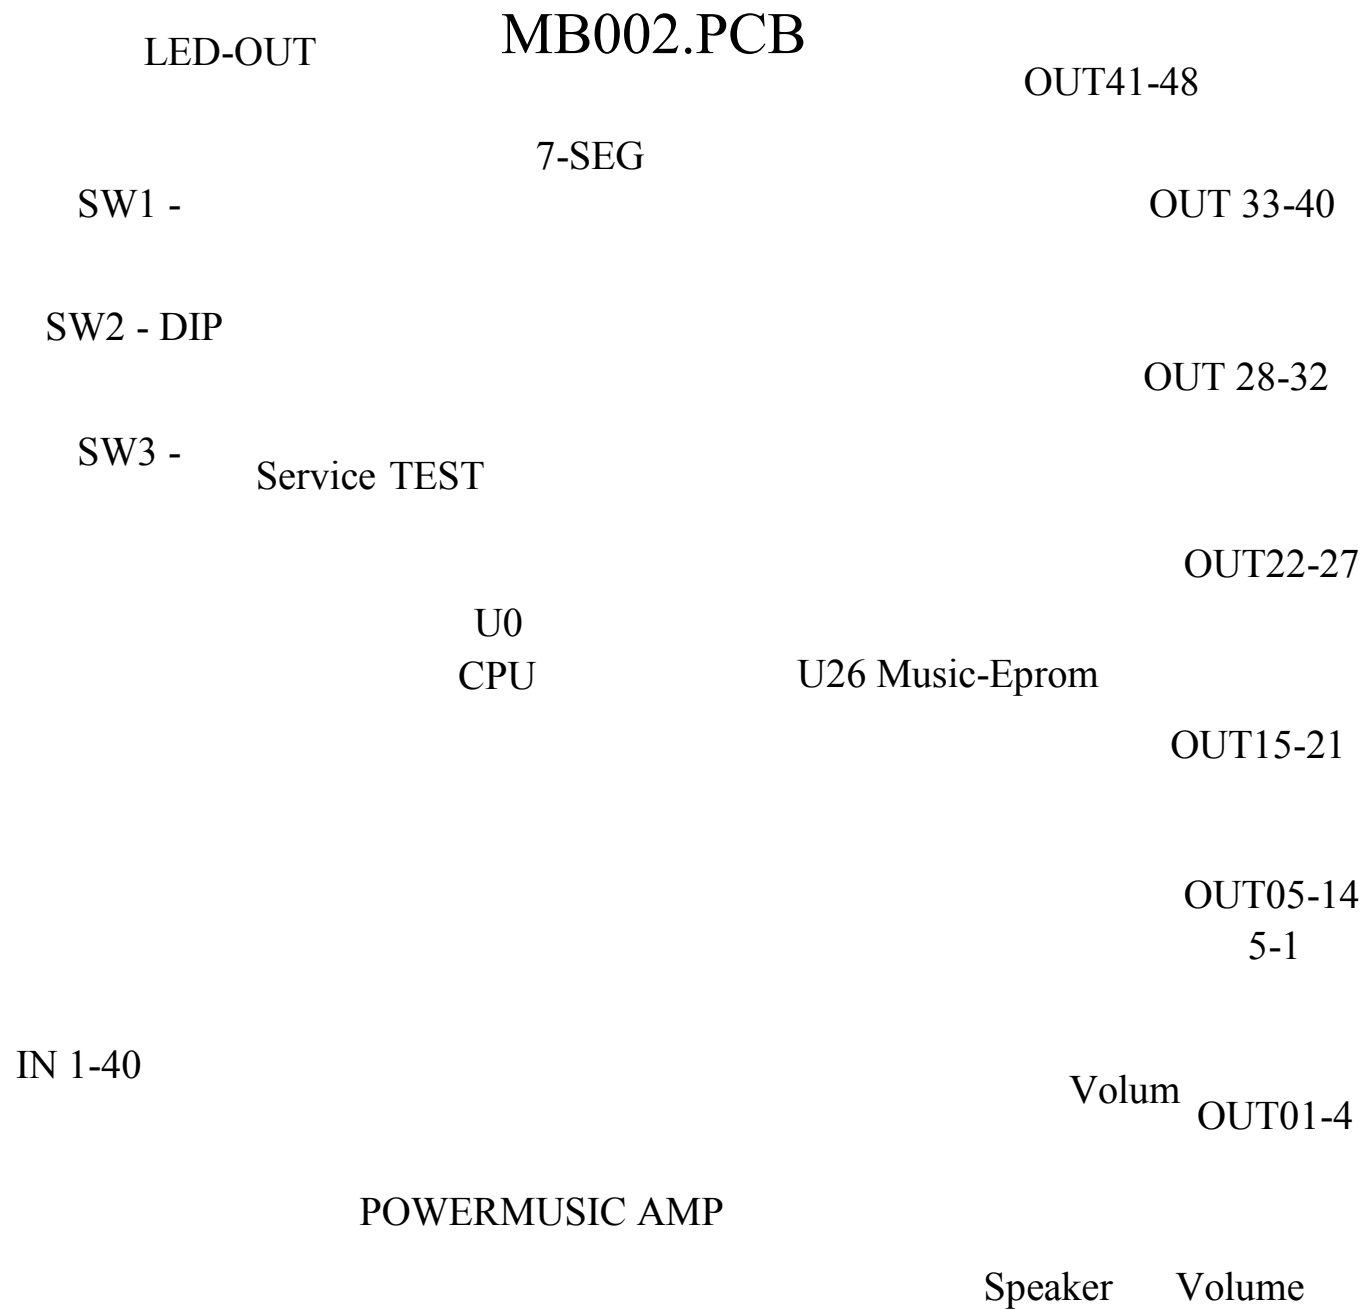 MB002.PCB
LED-OUT
OUT41-48
7-SEG
SW1 -
OUT 33-40
SW2 - DIP
OUT 28-32
SW3 -
Service TEST
OUT22-27
U0
CPU
U26 Music-Eprom
OUT15-21
OUT05-14
5-1
IN 1-40
Volum
OUT01-4
POWERMUSIC AMP
Speaker
Volume